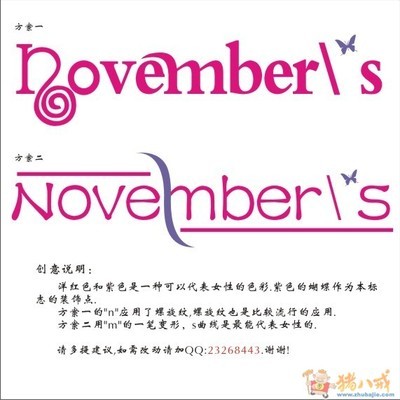 方案一
November\'s
方案二
November\'s
创意说明：
洋红色和紫色是一种可以代表女性的色彩.紫色的蝴蝶作为本标
志的装饰点.
方案一的"n"应用了螺旋纹,螺旋纹也是比较流行的应用.
方案二用"m"的一笔变形、s曲线是最能代表女性的.
请多提建议,如需改动请加QQ:23268443.谢谢!
猪八戒
www.zhubajie.com